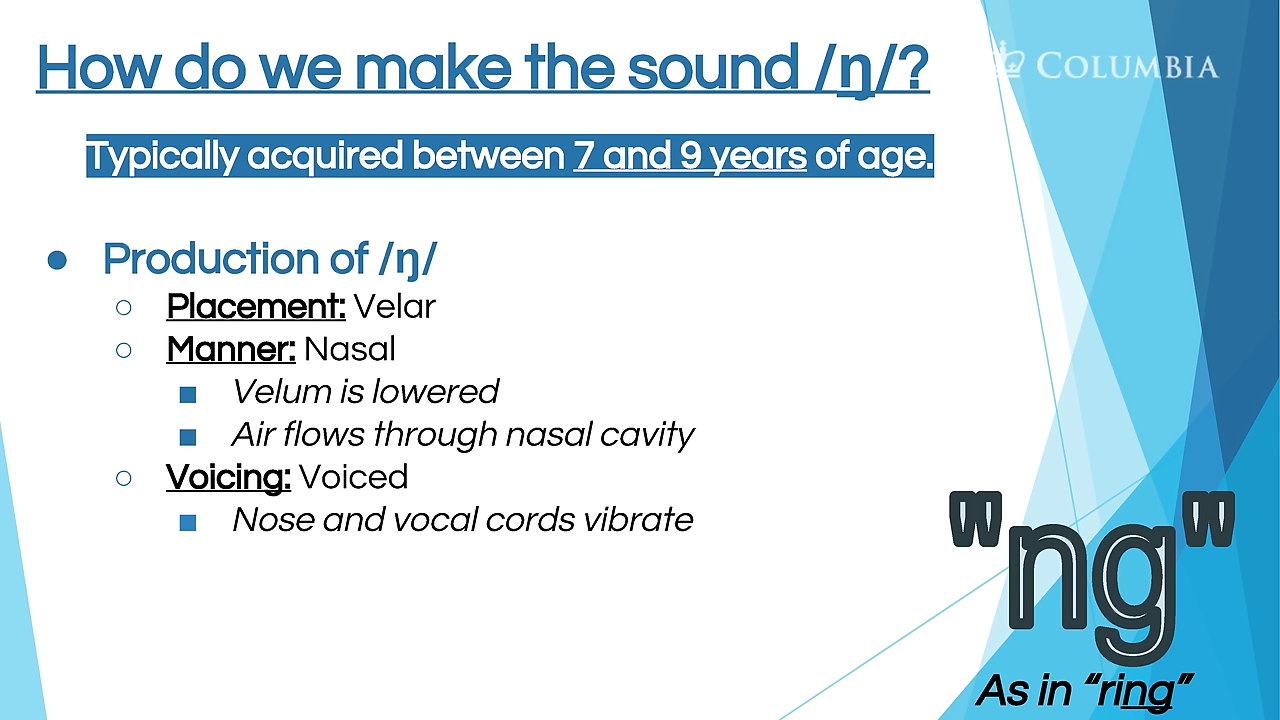 How do we make the sound /ŋ/?
COLUMBIA
Typically acquired between 7 and 9 years of age.
● Production of /ŋ/
○ Placement: Velar
○ Manner: Nasal
■ Velum is lowered
■ Air flows through nasal cavity
○ Voicing: Voiced
■ Nose and vocal cords vibrate
"ng"
As in “ring”